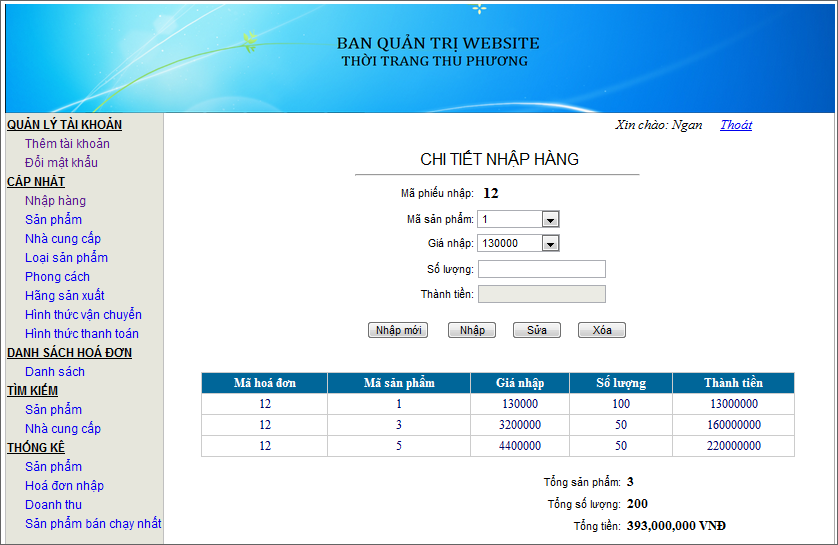 BAN QUẢN TRỊ WEBSITE
THỜI TRANG THU PHƯƠNG
Xin chào: Ngan Thoát
QUẢN LÝ TÀI KHOẢN
Thêm tài khoản
Đổi mật khẩu
CẬP NHẬT
Nhập hàng
Sản phẩm
Nhà cung cấp
Loại sản phẩm
Phong cách
Hãng sản xuất
Hình thức vận chuyển
Hình thức thanh toán
DANH SÁCH HOÁ ĐƠN
Danh sách
TÌM KIẾM
Sản phẩm
Nhà cung cấp
THỐNG KÊ
Sản phẩm
Hoá đơn nhập
Doanh thu
Sản phẩm bán chạy nhất
CHI TIẾT NHẬP HÀNG
Mã phiếu nhập: 12
Mã sản phẩm: 1
Giá nhập: 130000
Số lượng:
Thành tiền:
Nhập mới Nhập Sửa Xóa
Mã hoá đơn Mã sản phẩm Giá nhập Số lượng Thành tiền
12 1 130000 100 13000000
12 3 3200000 50 160000000
12 5 4400000 50 220000000
Tổng sản phẩm: 3
Tổng số lượng: 200
Tổng tiền: 393,000,000 VNĐ